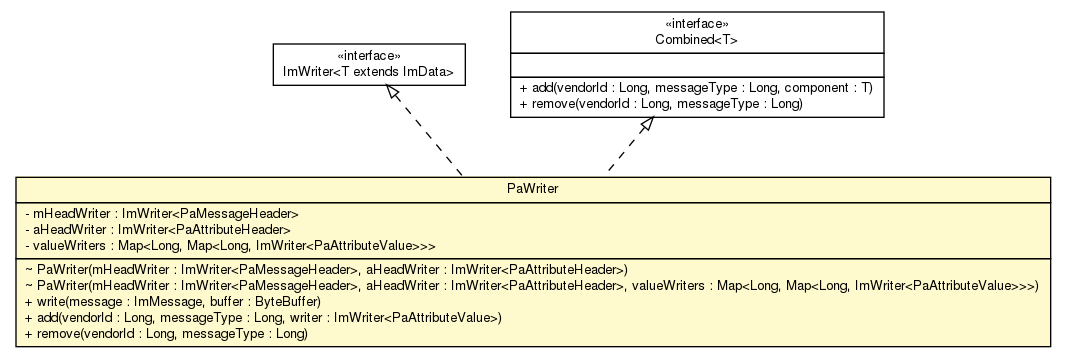 «interface»
ImWriter<T extends ImData>
«interface»
Combined<T>
+ add(vendorId : Long, messageType : Long, component : T)
+ remove(vendorId : Long, messageType : Long)
PaWriter
- mHeadWriter : ImWriter<PaMessageHeader>
- aHeadWriter : ImWriter<PaAttributeHeader>
- valueWriters : Map<Long, Map<Long, ImWriter<PaAttributeValue>>>
~ PaWriter(mHeadWriter : ImWriter<PaMessageHeader>, aHeadWriter : ImWriter<PaAttributeHeader>)
~ PaWriter(mHeadWriter : ImWriter<PaMessageHeader>, aHeadWriter : ImWriter<PaAttributeHeader>, valueWriters : Map<Long, Map<Long, ImWriter<PaAttributeValue>>>)
+ write(message : ImMessage, buffer : ByteBuffer)
+ add(vendorId : Long, messageType : Long, writer : ImWriter<PaAttributeValue>)
+ remove(vendorId : Long, messageType : Long)